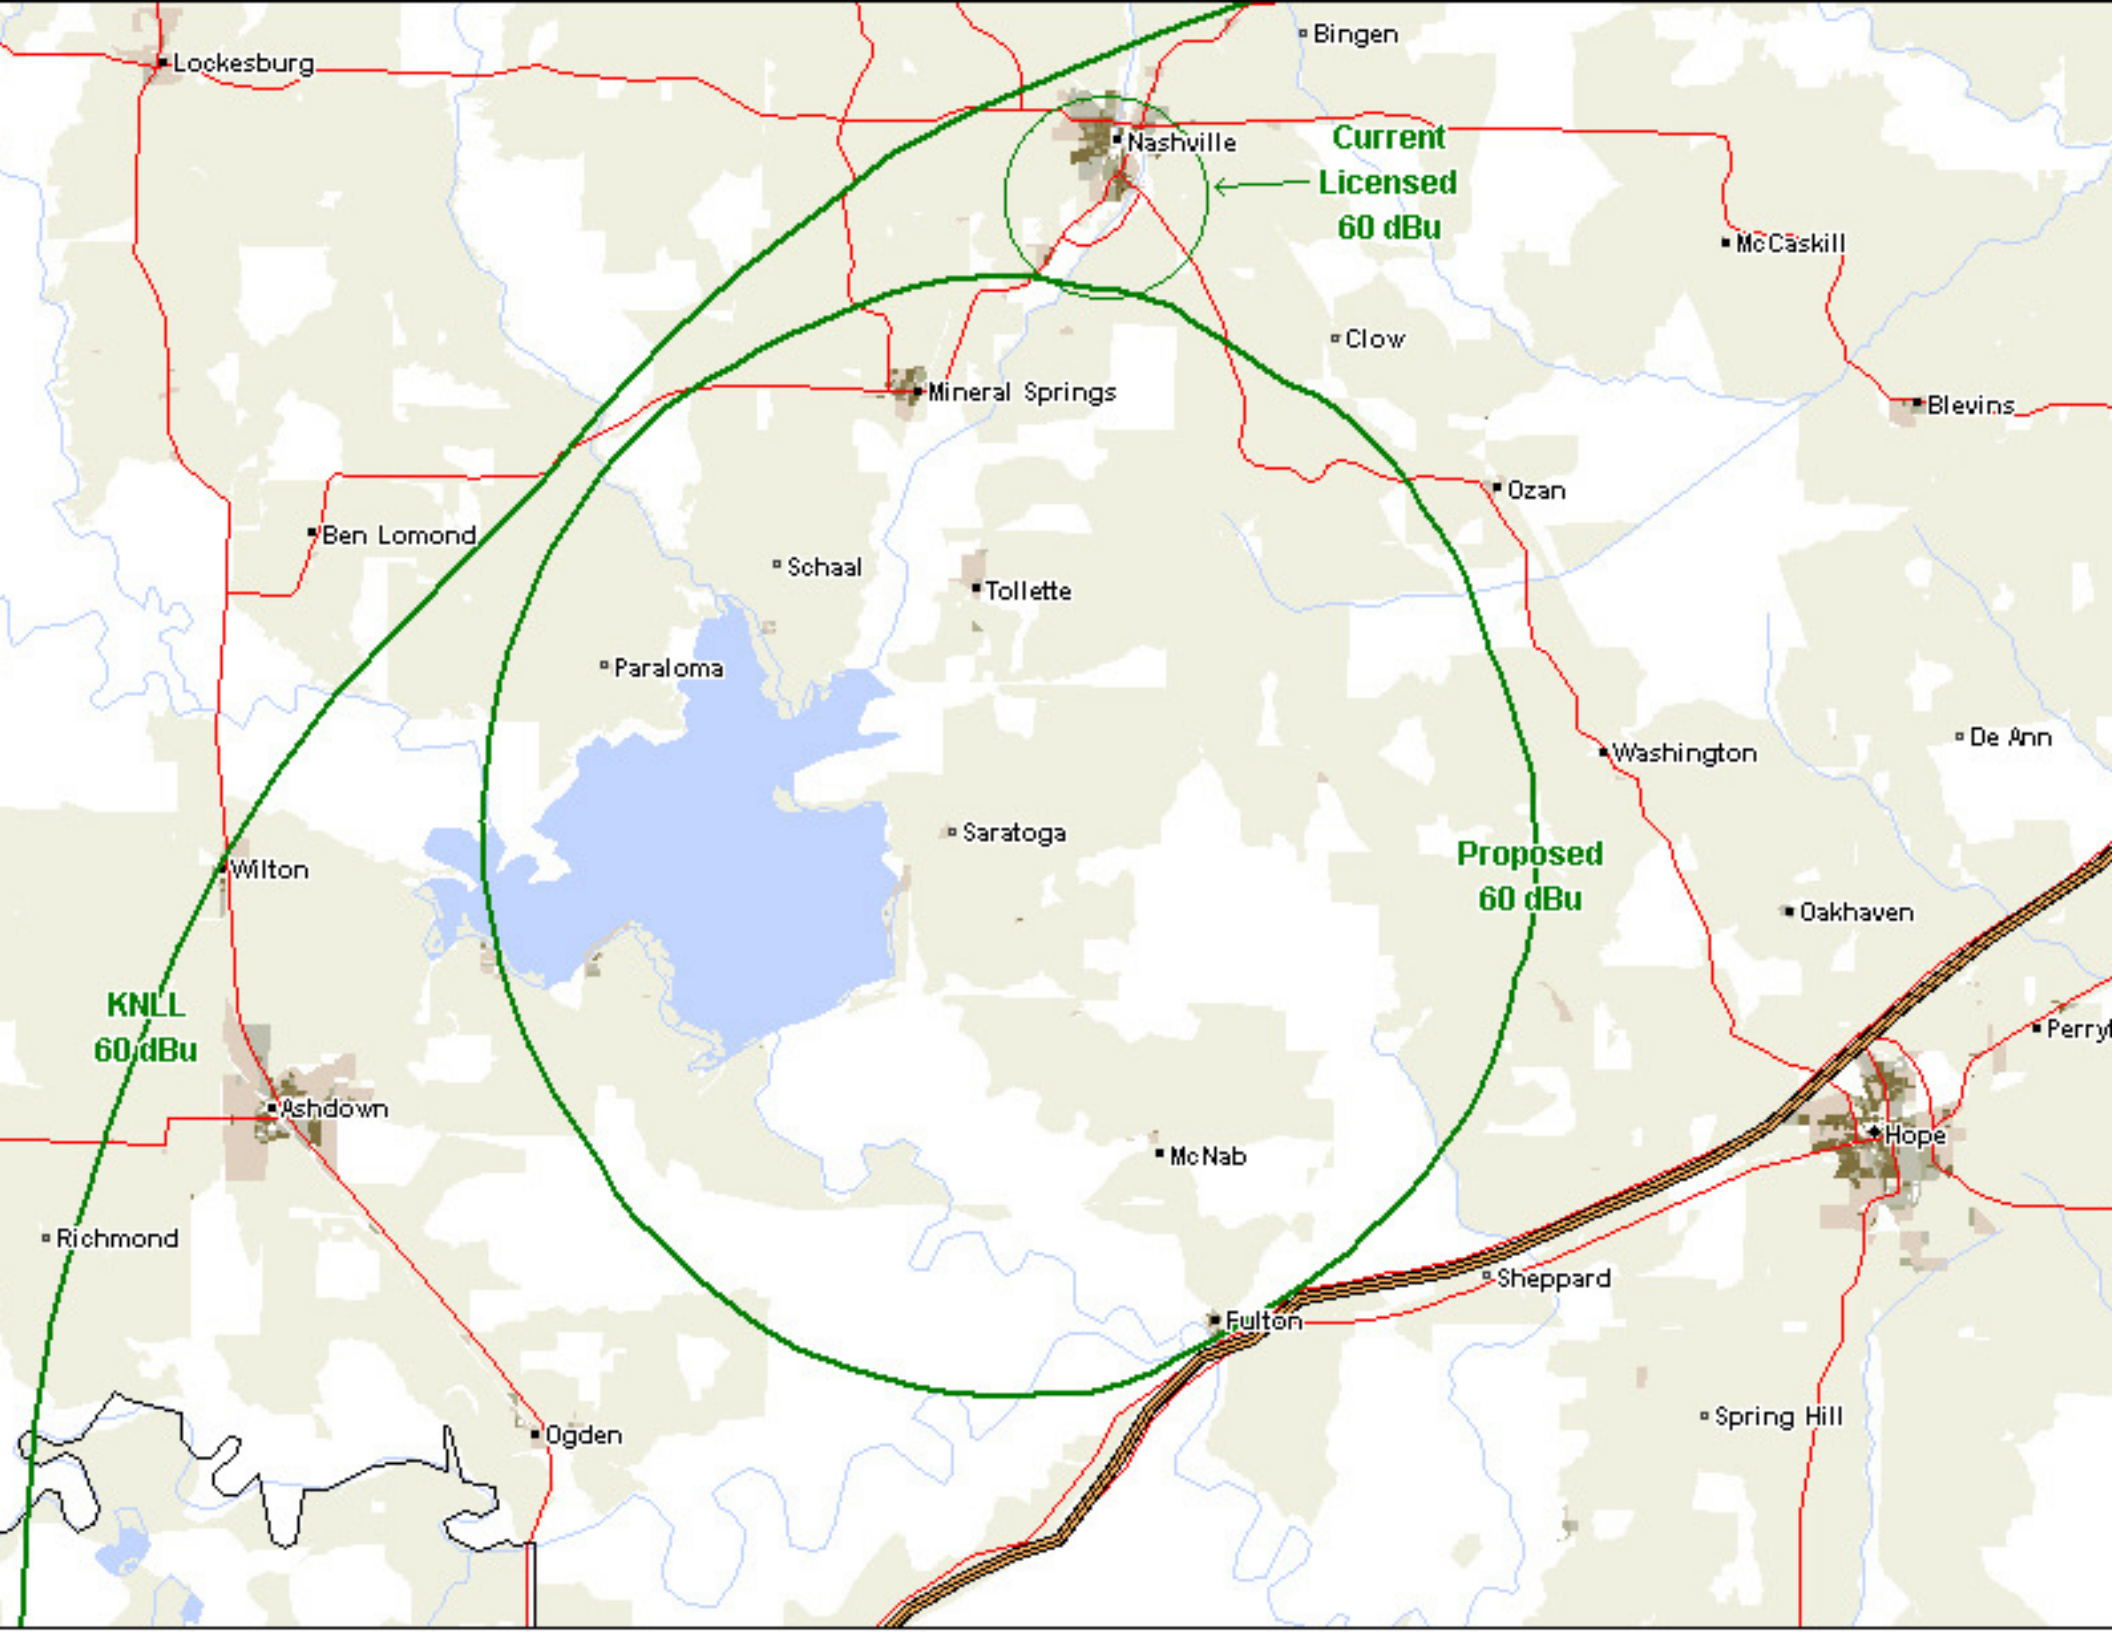 Bingen
Lockesburg
Current
Licensed
60 dBu
Nashville
McCaskill
Clow
Mineral Springs
Blevins
Ozan
Ben Lomond
Schaal
Tollette
Paraloma
De Ann
Washington
Saratoga
Proposed
60 dBu
Wilton
Oakhaven
KNLL
60 dBu
Perryl
Ashdown
Hope
McNab
Richmond
Sheppard
Fulton
Spring Hill
Ogden